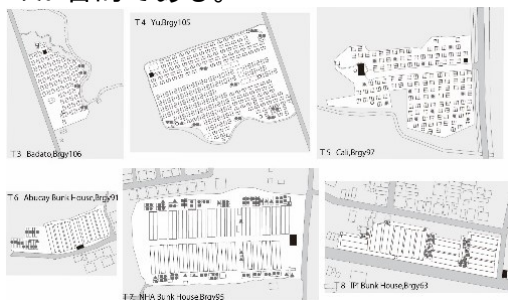 T4 Yu,Brgy105
T3 Badato,Brgy106
T5 Cali,Brgy97
T6 Abucay Bunk House,Brgy91
T7 NHA Bunk House,Brgy95
T8 IPI Bunk House,Brgy63